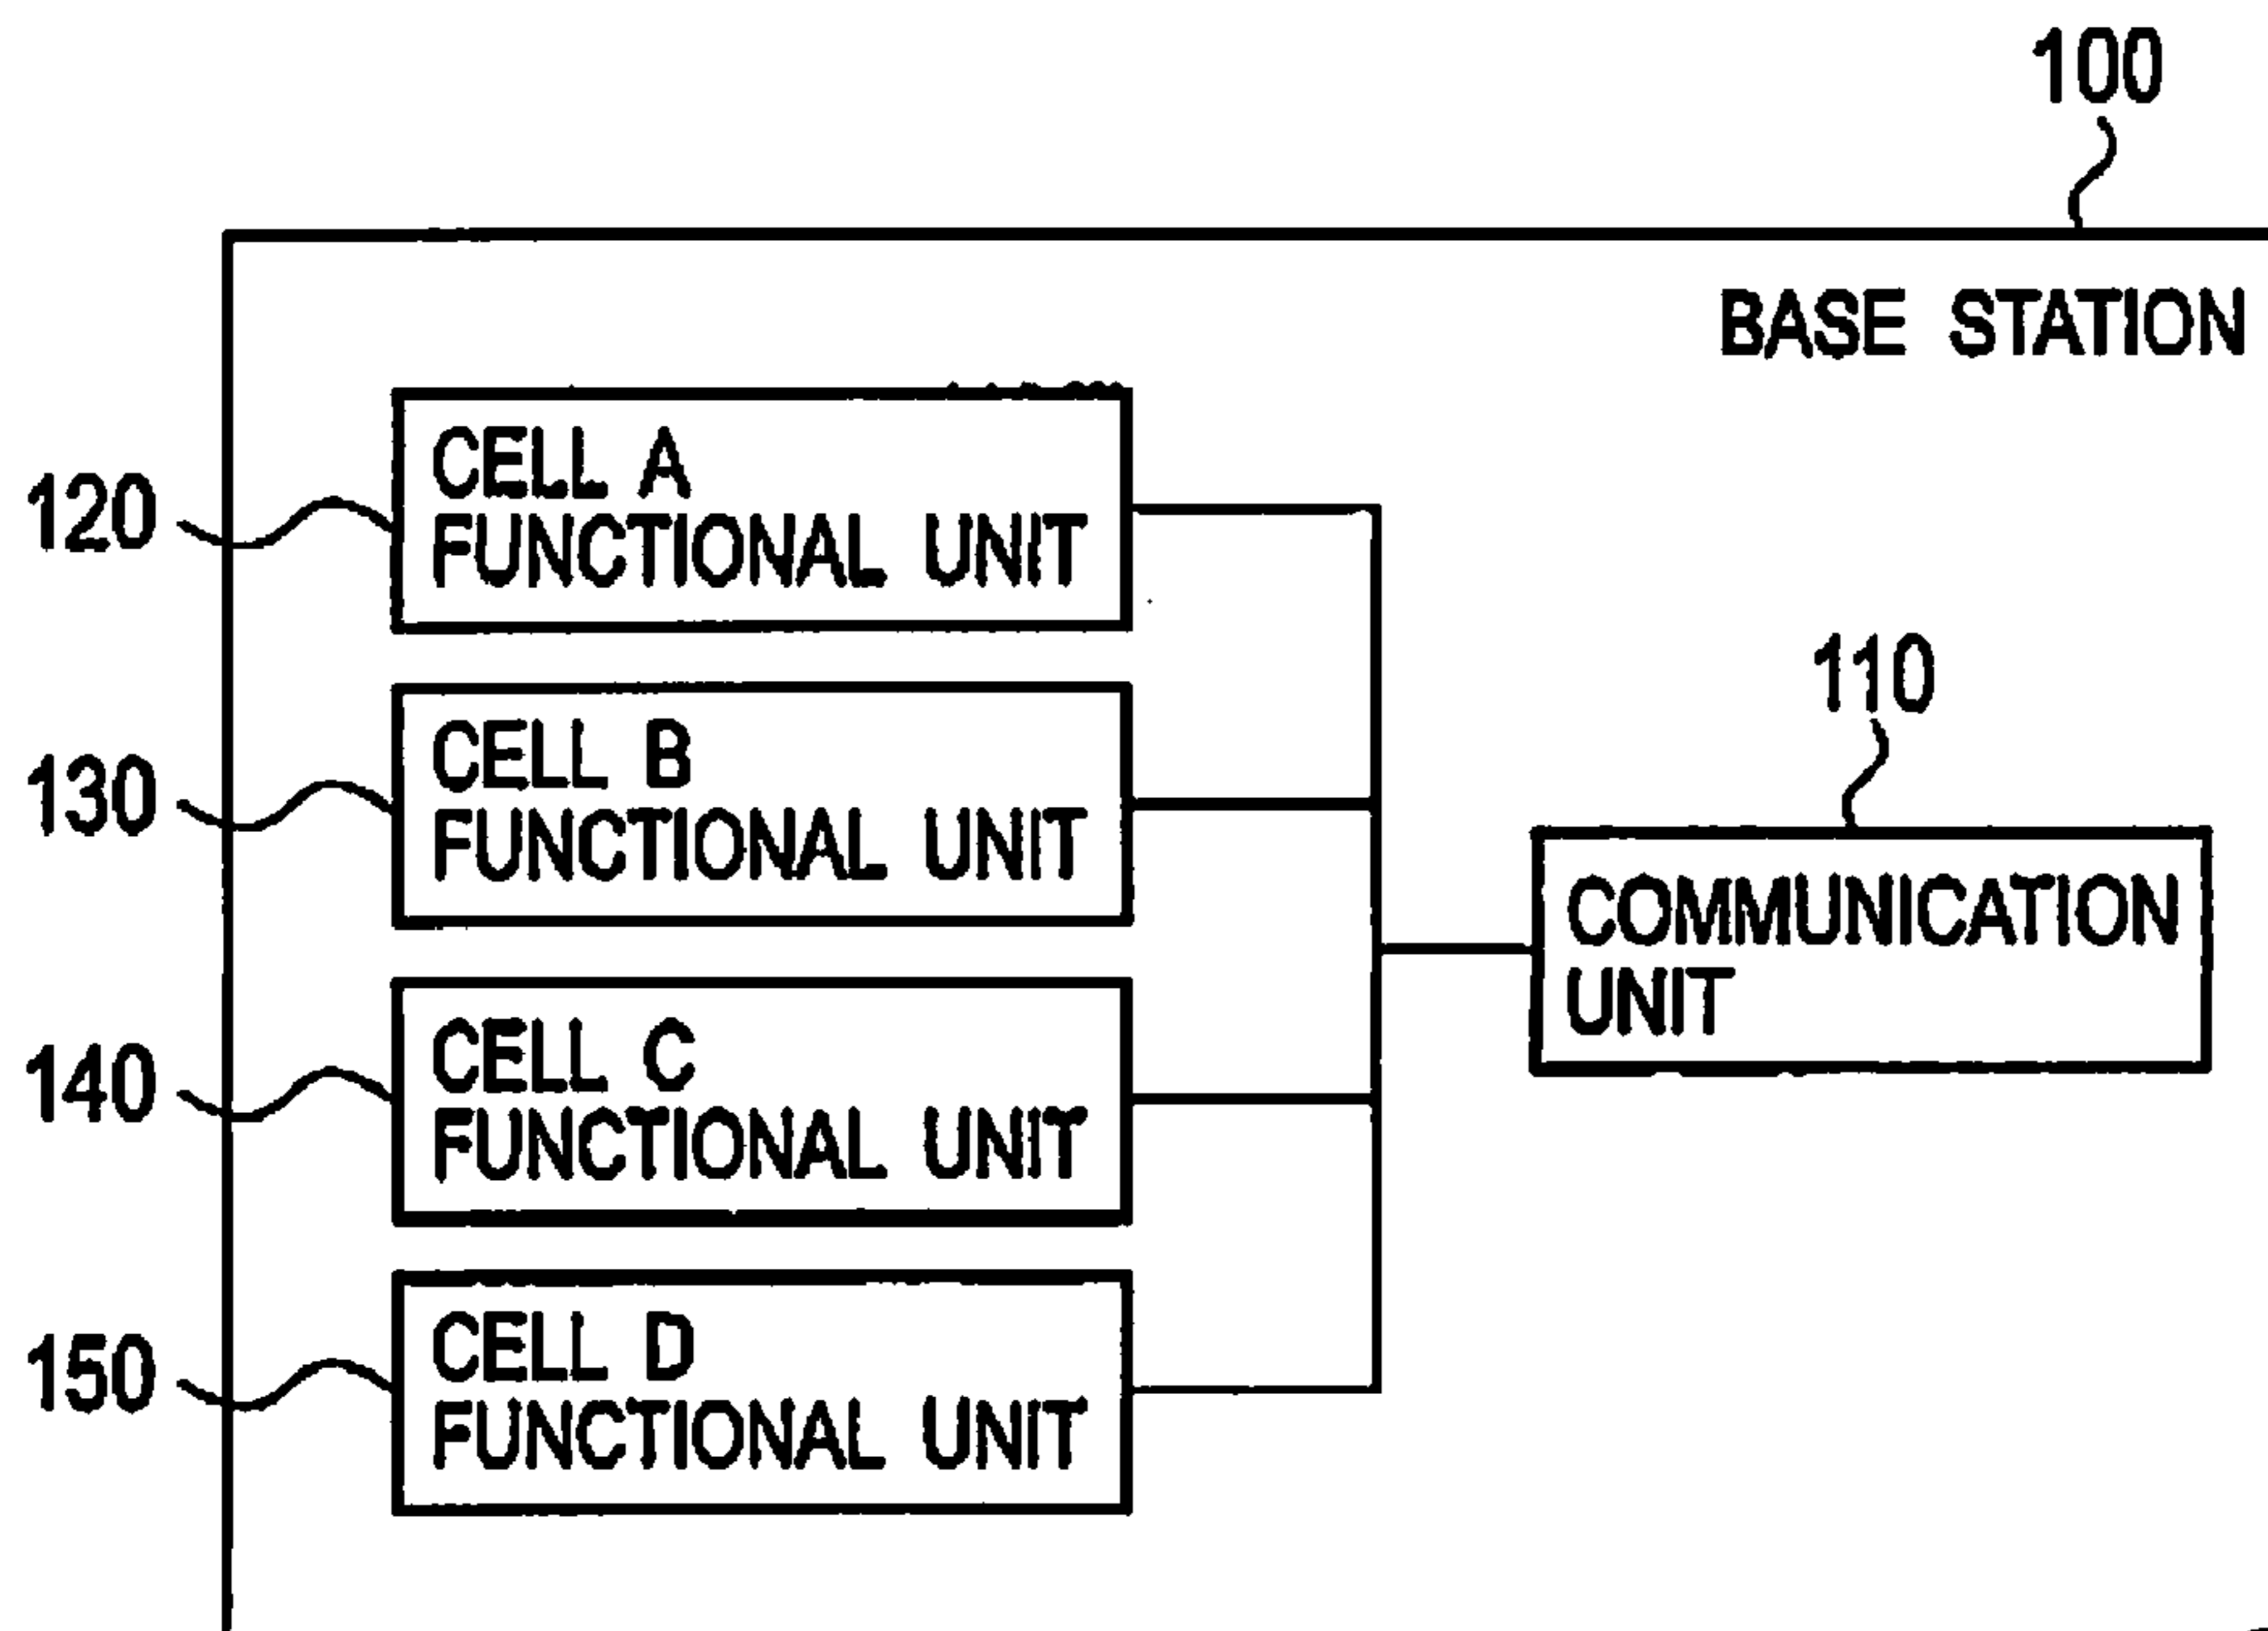 100
BASE STATION
120
CELL A
FUNCTIONAL UNIT
130
CELL B
FUNCTIONAL UNIT
110
COMMUNICATION
UNIT
140
CELL C
FUNCTIONAL UNIT
150
CELL D
FUNCTIONAL UNIT